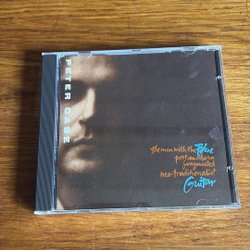 PETER CASE
the man with the Blue
post modern
fragmented
neo-traditionalist
Guitar